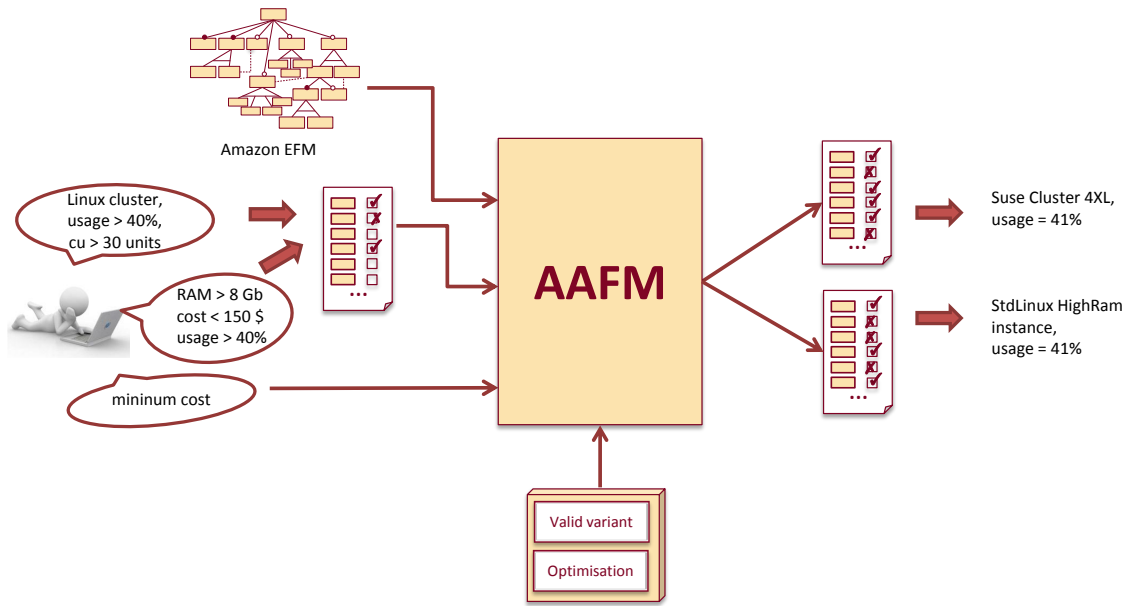 Amazon EFM
Linux cluster,
usage > 40%,
cu > 30 units
RAM > 8 Gb
cost < 150 $
usage > 40%
mininum cost
...
AAFM
Valid variant
Optimisation
...
...
Suse Cluster 4XL,
usage = 41%
StdLinux HighRam
instance,
usage = 41%